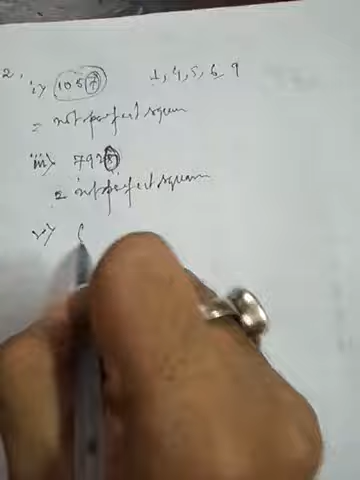 2. i) 1057 1, 4, 5, 6, 9
= not perfect square
iii) 7928
= not perfect square
v)